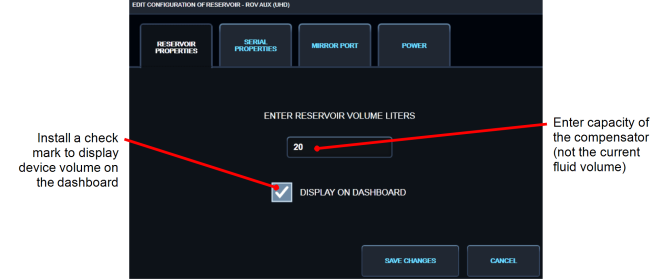 EDIT CONFIGURATION OF RESERVOIR - ROV AUX (UHD)
RESERVOIR
PROPERTIES
SERIAL
PROPERTIES
MIRROR PORT
POWER
ENTER RESERVOIR VOLUME LITERS
20
DISPLAY ON DASHBOARD
SAVE CHANGES
CANCEL
Install a check
mark to display
device volume on
the dashboard
Enter capacity of
the compensator
(not the current
fluid volume)